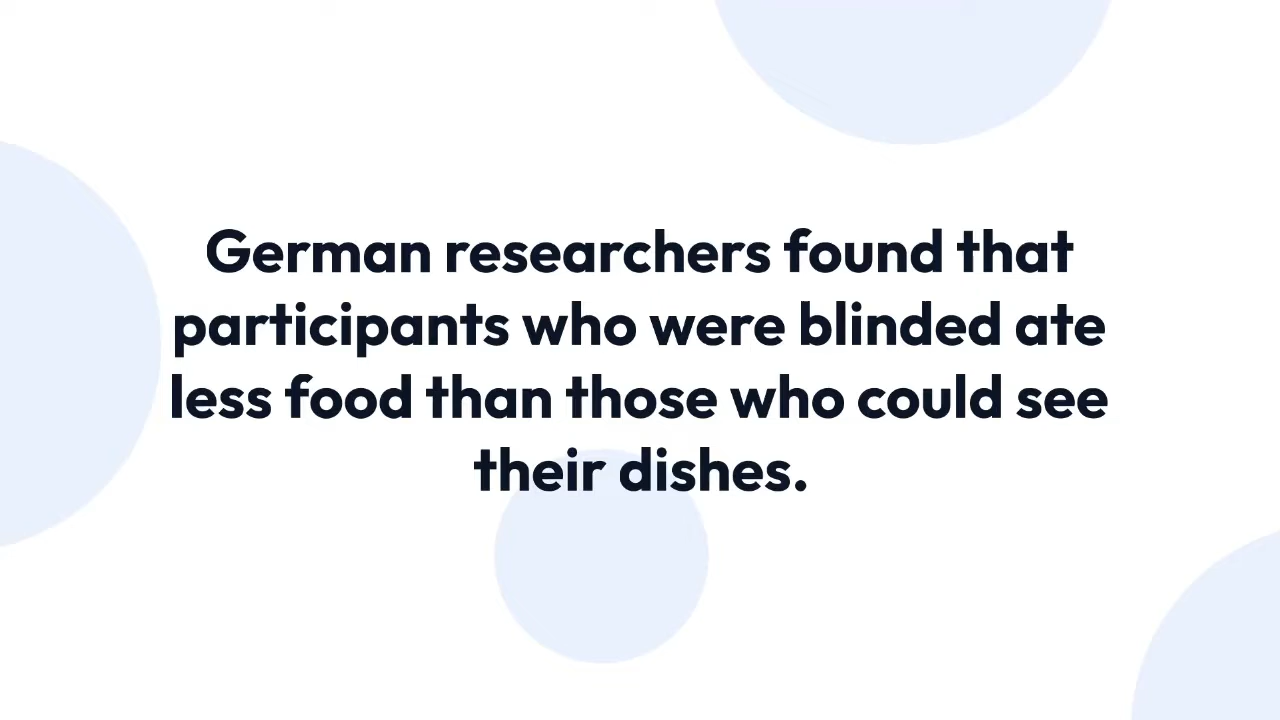 German researchers found that
participants who were blinded ate
less food than those who could see
their dishes.